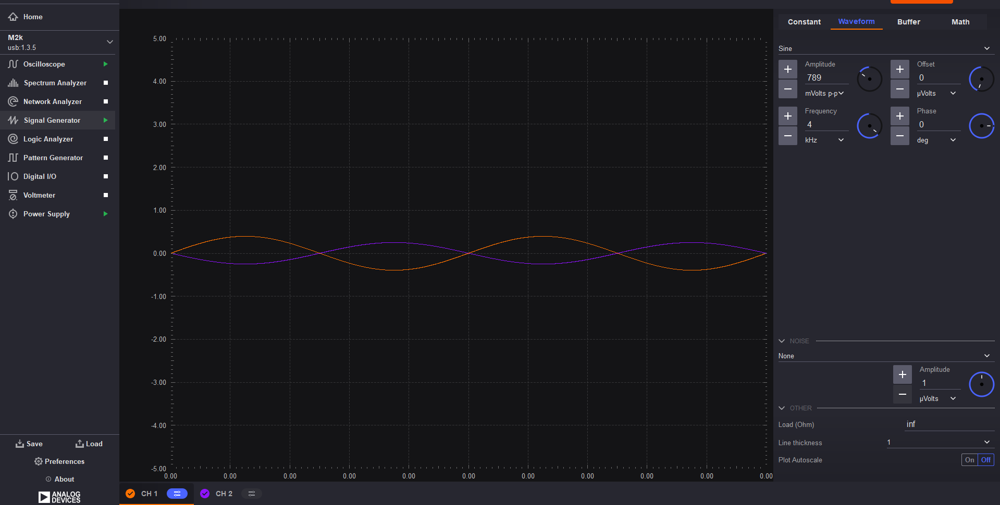 Home
M2k
usb:1.3.5
Oscilloscope
Spectrum Analyzer
Network Analyzer
Signal Generator
Logic Analyzer
Pattern Generator
Digital I/O
Voltmeter
Power Supply
Save Load
Preferences
About
ANALOG
DEVICES
5.00
4.00
3.00
2.00
1.00
0.00
-1.00
-2.00
-3.00
-4.00
-5.00
0.00 0.00 0.00 0.00 0.00 0.00 0.00 0.00 0.00 0.00 0.00
CH 1 CH 2
Constant Waveform Buffer Math
Sine
Amplitude Offset
789 0
mVolts p-p µVolts
Frequency Phase
4 0
kHz deg
NOISE
None
Amplitude
1
µVolts
OTHER
Load (Ohm) inf
Line thickness 1
Plot Autoscale On Off